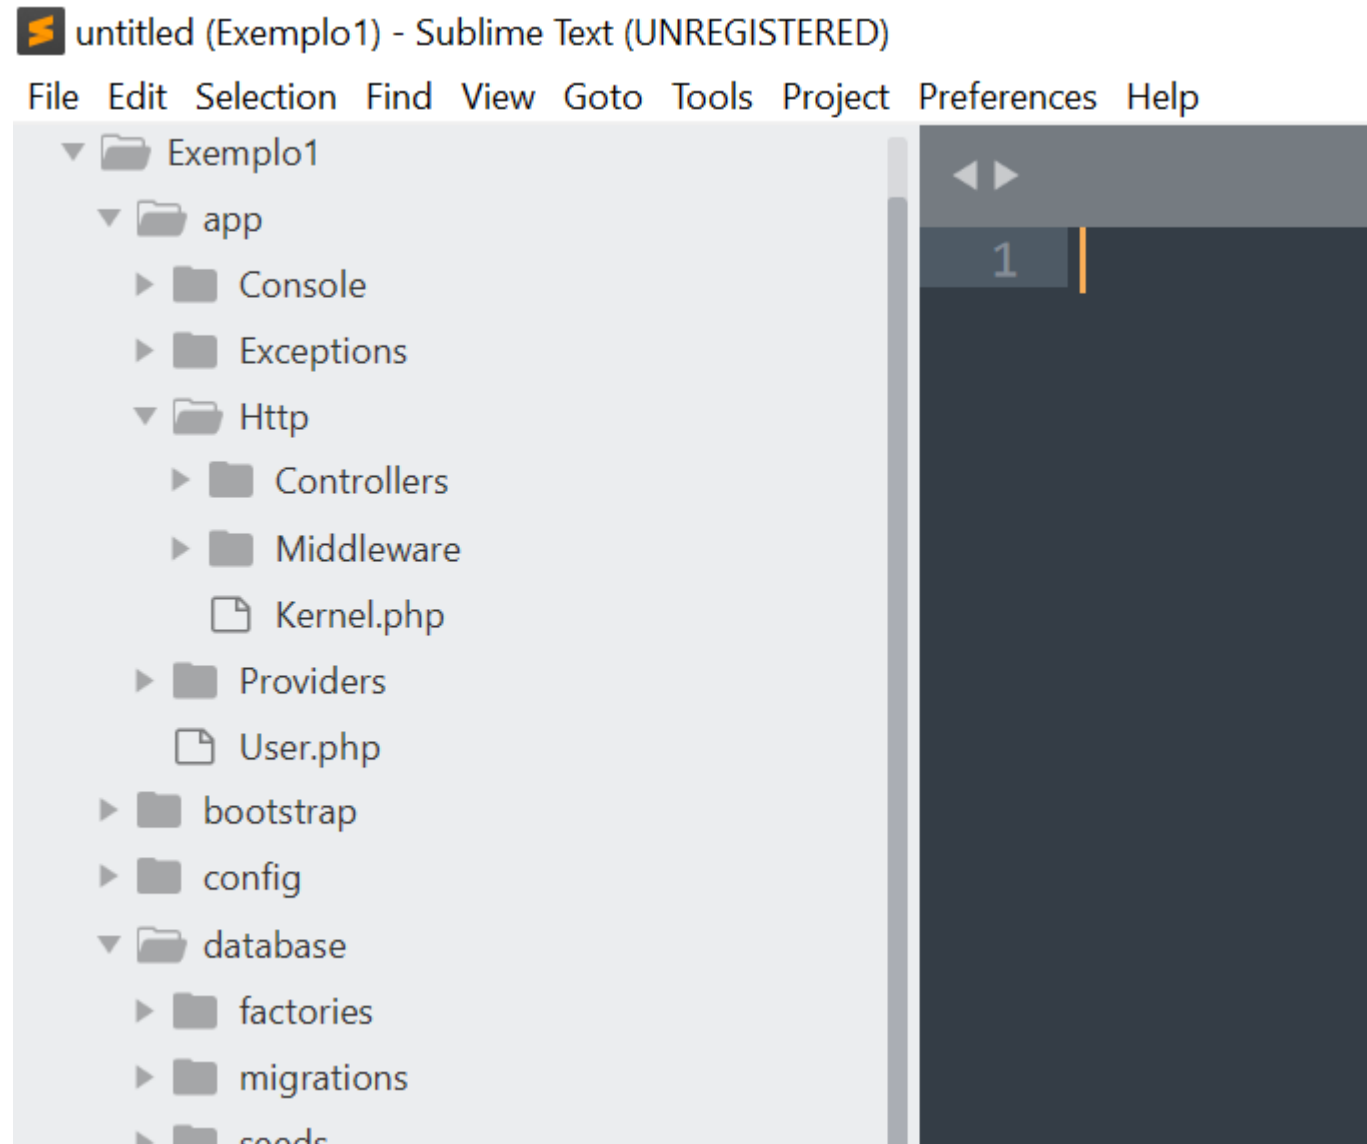 untitled (Exemplo1) - Sublime Text (UNREGISTERED)
File Edit Selection Find View Goto Tools Project Preferences Help
Exemplo1
app
1
Console
Exceptions
Http
Controllers
Middleware
Kernel.php
Providers
User.php
bootstrap
config
database
factories
migrations
seeds